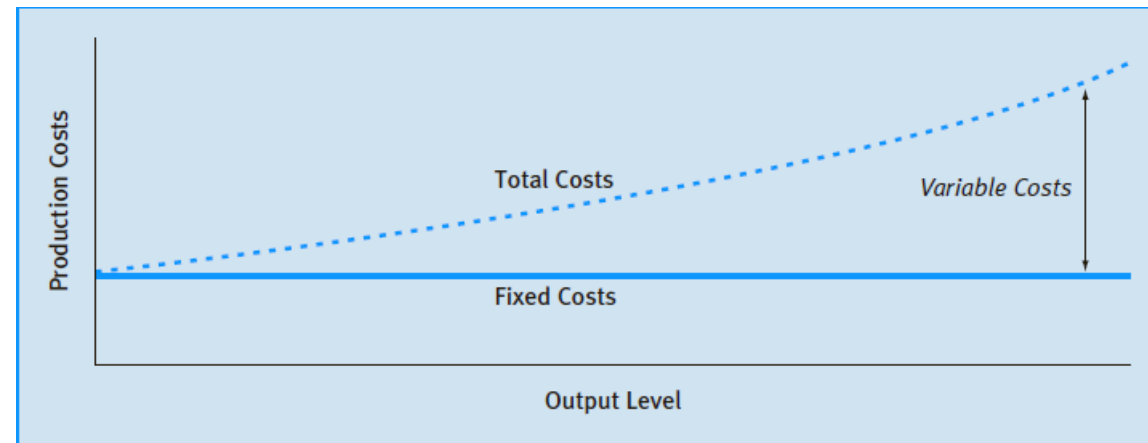 Production Costs
Total Costs
Variable Costs
Fixed Costs
Output Level